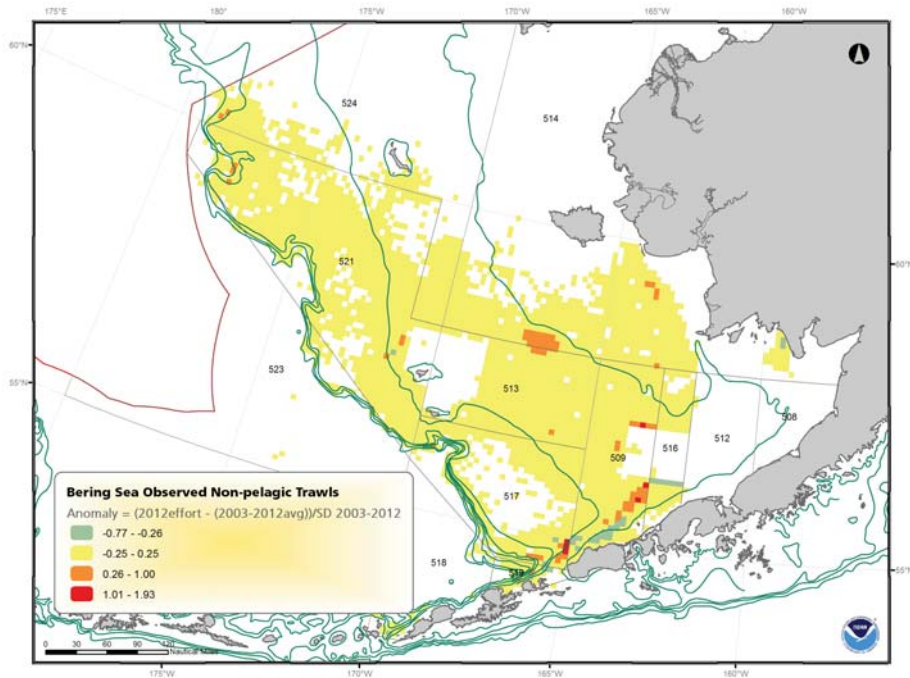 175°E 180° 175°W 170°W 165°W 160°W
60°N
524
514
521
60°N
523
513
55°N
508
516
512
509
517
Bering Sea Observed Non-pelagic Trawls
Anomaly = (2012effort - (2003-2012avg))/SD 2003-2012
-0.77 - -0.26
-0.25 - 0.25
0.26 - 1.00
1.01 - 1.93
518
519
55°N
0 30 60 90 120
Nautical Miles
NOAA
175°W 170°W 165°W 160°W